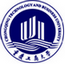 CHONGQING TECHNOLOGY AND BUSINESS UNIVERSITY
重庆工商大学